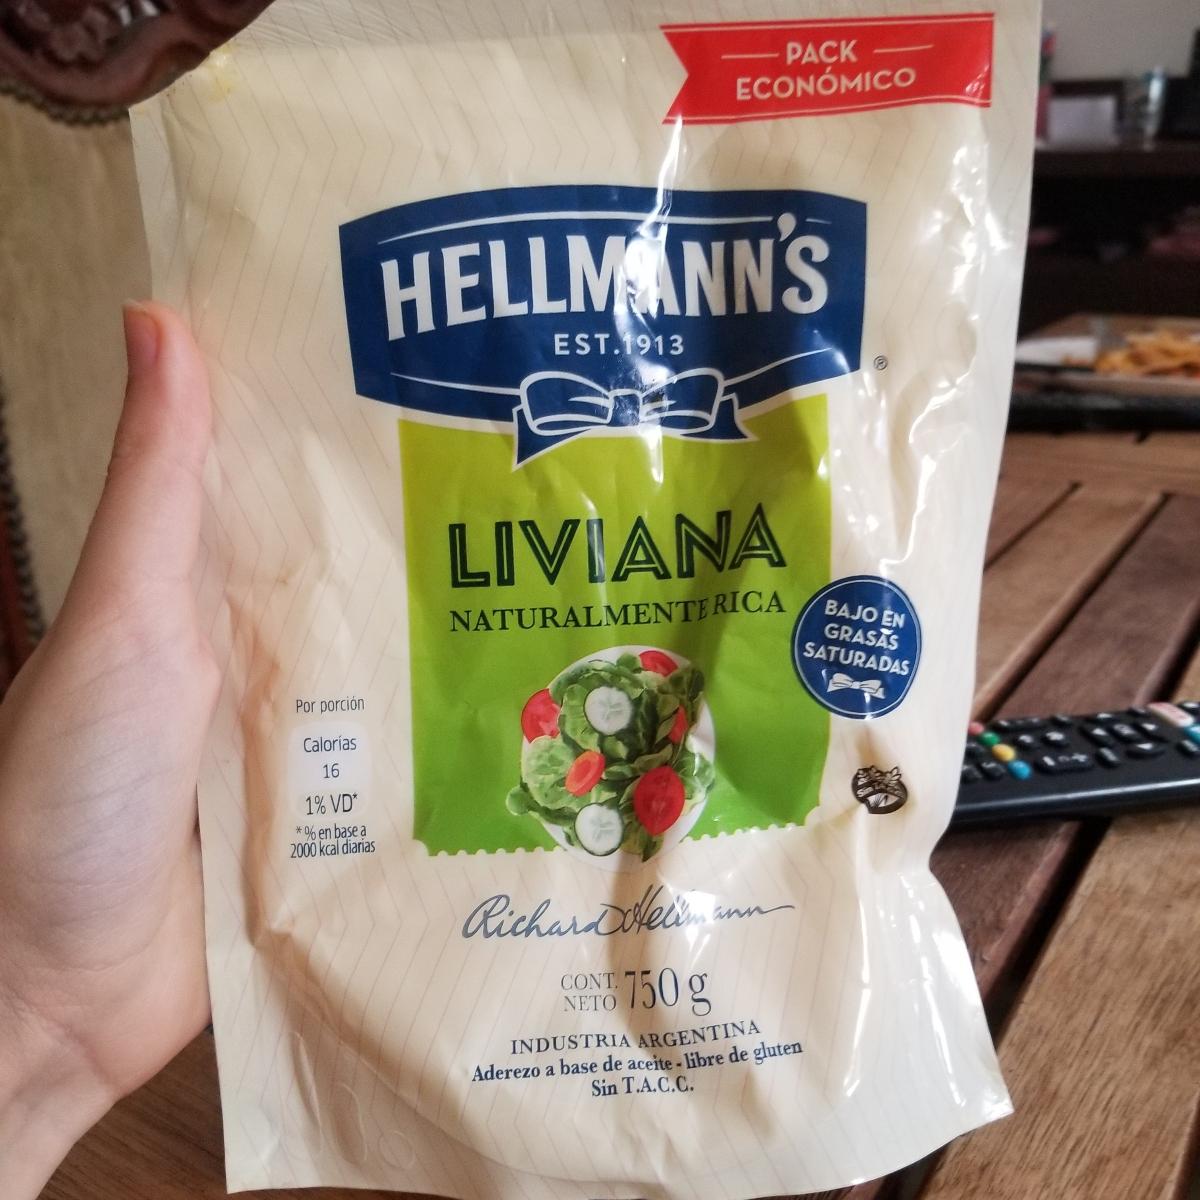 PACK
ECONÓMICO
HELLMANN'S
EST.1913
®
LIVIANA
NATURALMENTE RICA
BAJO EN
GRASAS
SATURADAS
Por porción
Calorías
16
1% VD*
* % en base a
2000 kcal diarias
Richard Hellmann
CONT.
NETO 750 g
INDUSTRIA ARGENTINA
Aderezo a base de aceite - libre de gluten
Sin T.A.C.C.